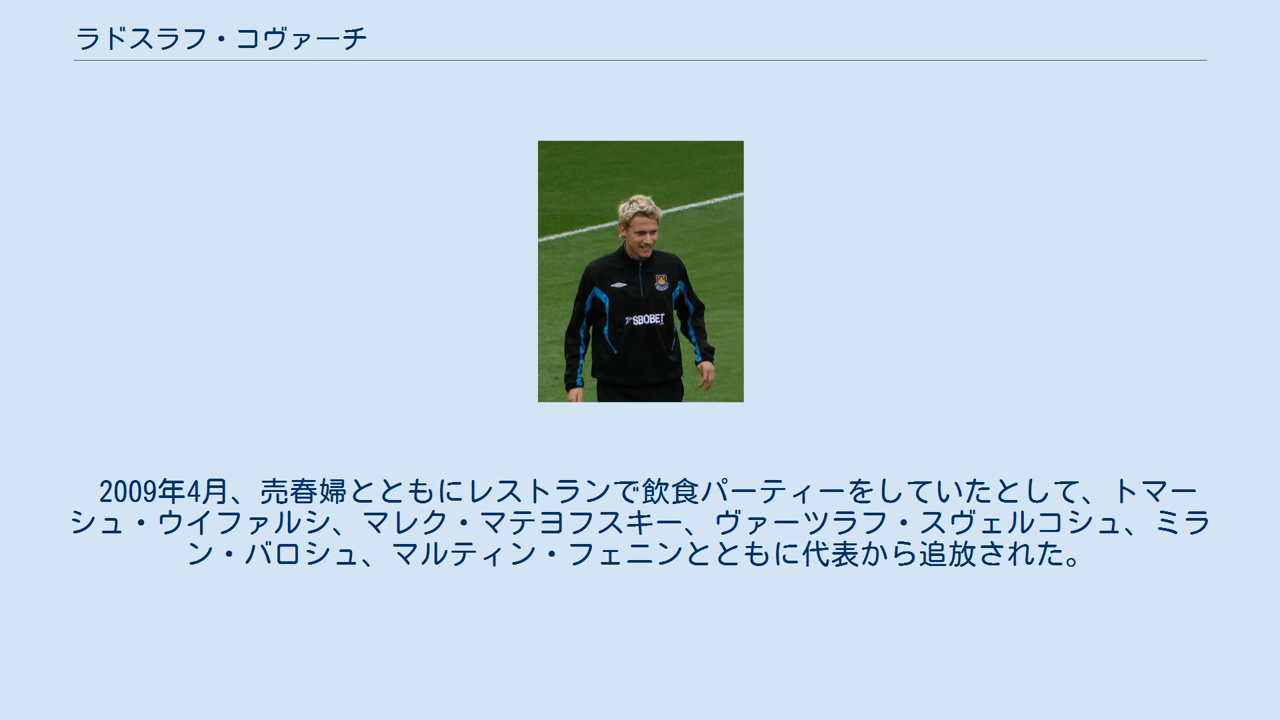 ラドスラフ・コヴァーチ
SBOBET
2009年4月、売春婦とともにレストランで飲食パーティーをしていたとして、トマー
シュ・ウイファルシ、マレク・マテヨフスキー、ヴァーツラフ・スヴェルコシュ、ミラ
ン・バロシュ、マルティン・フェニンとともに代表から追放された。